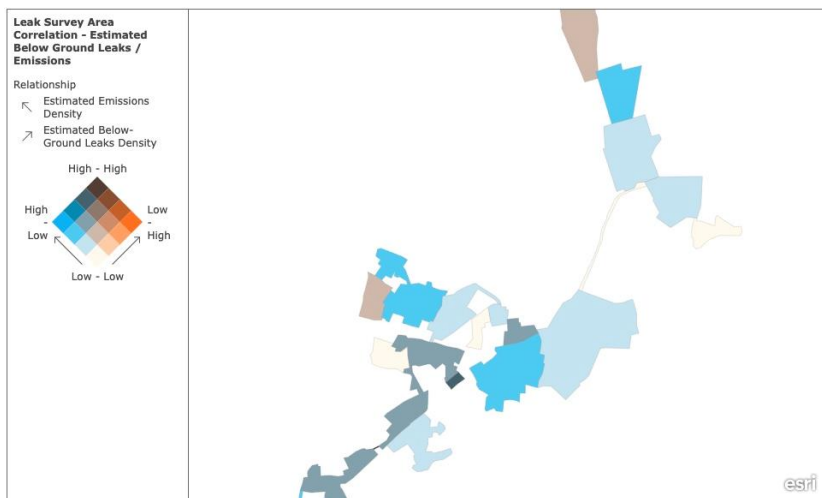 Leak Survey Area
Correlation - Estimated
Below Ground Leaks /
Emissions
Relationship
Estimated Emissions
Density
Estimated Below-
Ground Leaks Density
High - High
High
-
Low
Low
-
High
Low - Low
esri